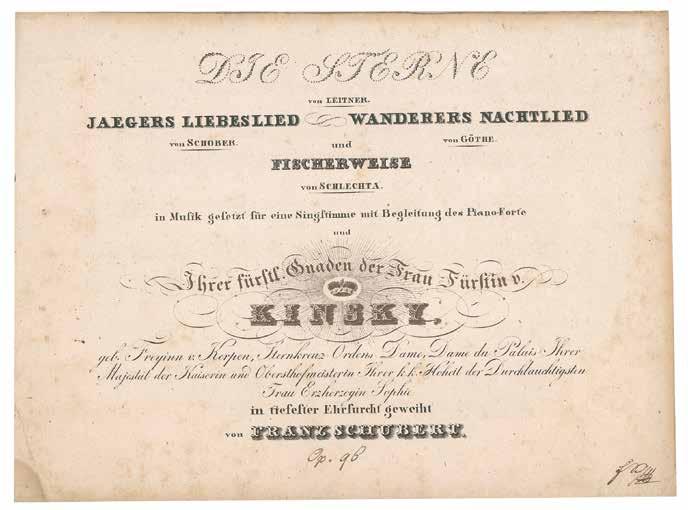 DIE STERNE
von LEITNER.
JAEGERS LIEBESLIED WANDERERS NACHTLIED
von SCHOBER. und von GÖTHE.
FISCHERWEISE
von SCHLECHTA.
in Musik gesetzt für eine Singstimme mit Begleitung des Piano-Forte
und
Ihrer fürstl. Gnaden der Frau Fürstin v.
KINSKY,
geb. Freyinn v. Kerpen, Sternkreuz Ordens Dame, Dame du Palais Ihrer
Majestät der Kaiserin und Obersthofmeisterin Ihrer k.k. Hoheit der Durchlauchtigsten
Frau Erzherzogin Sophie
in tiefester Ehrfurcht geweiht
von FRANZ SCHUBERT.
Op. 96